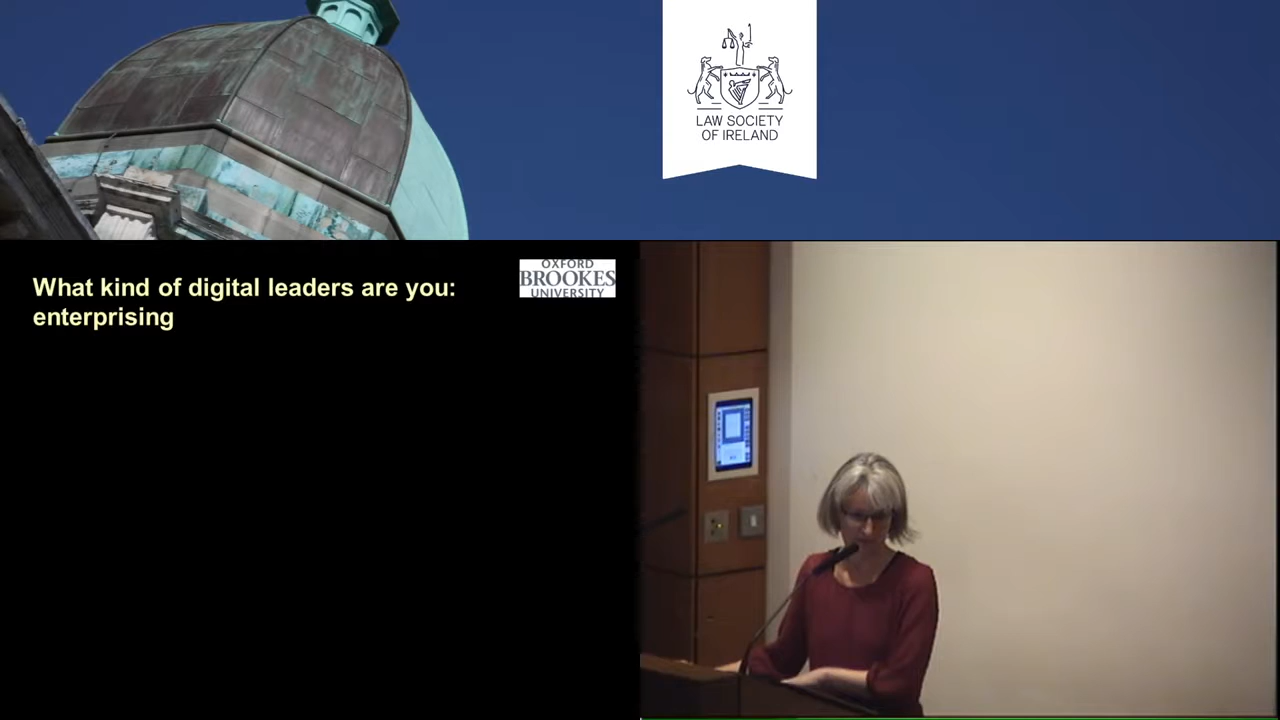 LAW SOCIETY
OF IRELAND
What kind of digital leaders are you:
enterprising
OXFORD
BROOKES
UNIVERSITY